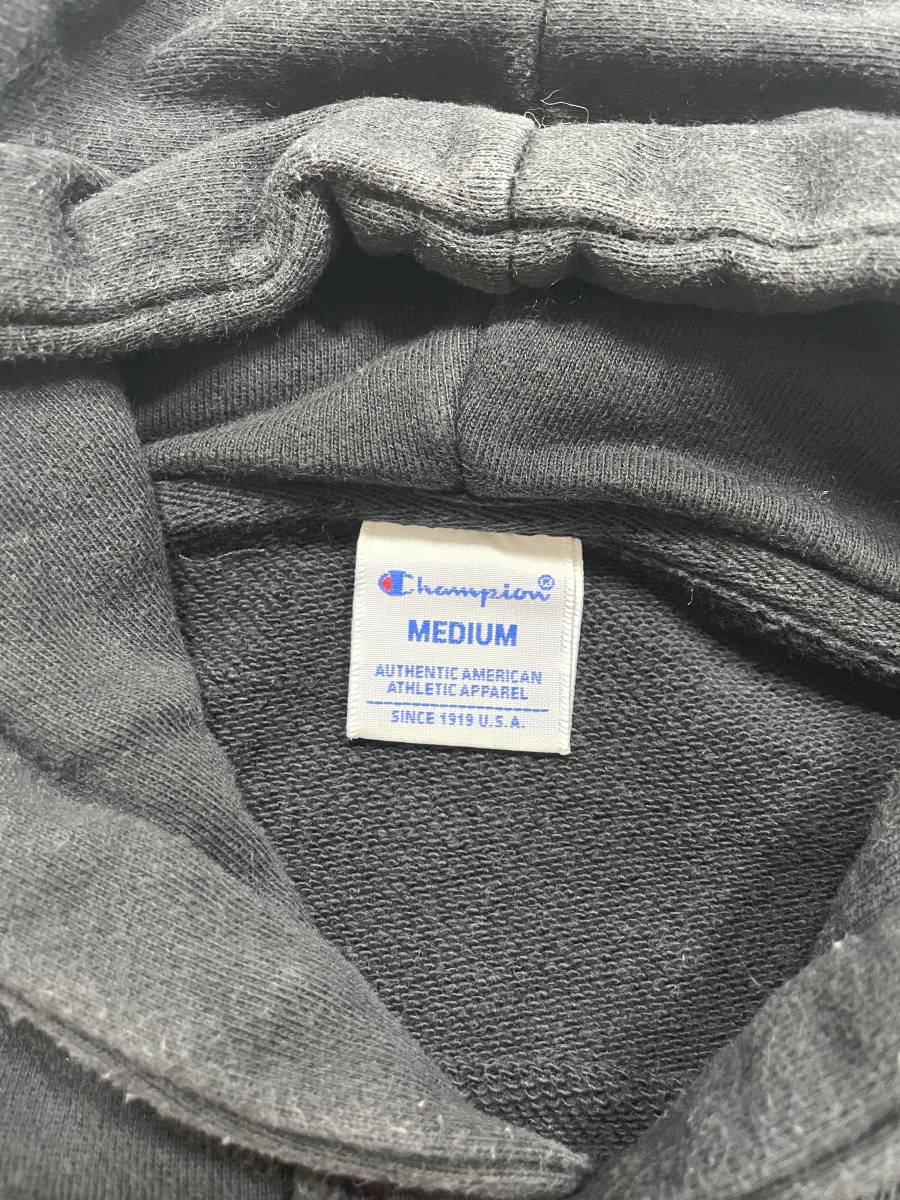 Champion®
MEDIUM
AUTHENTIC AMERICAN
ATHLETIC APPAREL
SINCE 1919 U.S.A.